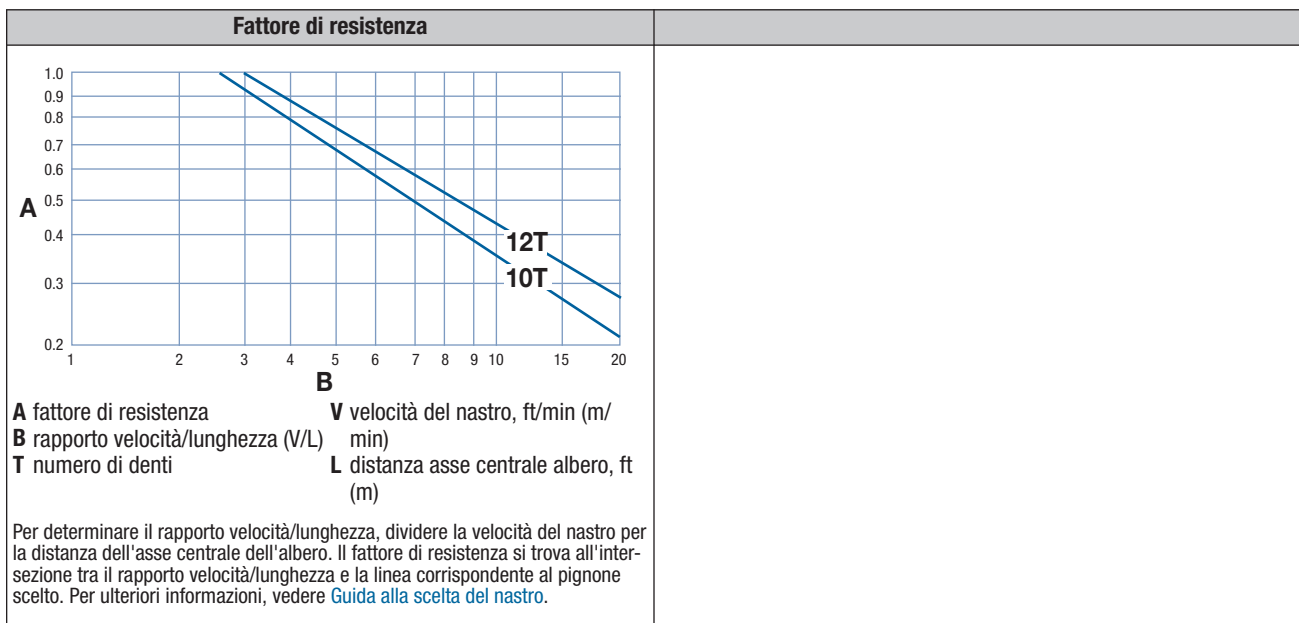 Fattore di resistenza
1.0
0.9
0.8
0.7
0.6
0.5
0.4
0.3
0.2
A
12T
10T
1 2 3 4 5 6 7 8 9 10 15 20
B
A fattore di resistenza
B rapporto velocità/lunghezza (V/L)
T numero di denti
V velocità del nastro, ft/min (m/
min)
L distanza asse centrale albero, ft
(m)
Per determinare il rapporto velocità/lunghezza, dividere la velocità del nastro per
la distanza dell'asse centrale dell'albero. Il fattore di resistenza si trova all'inter-
sezione tra il rapporto velocità/lunghezza e la linea corrispondente al pignone
scelto. Per ulteriori informazioni, vedere Guida alla scelta del nastro.